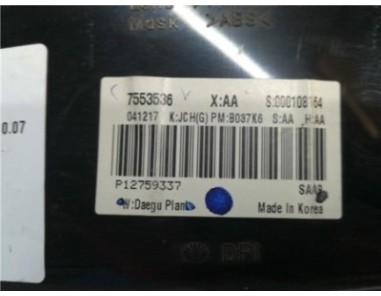 Mask >ABS<
0.07
7553536 X:AA S:000108164
041217 K:JCH(G) PM:B037K6 S:AA H:AA
P12759337 SAAB
W:Daegu Plant Made in Korea